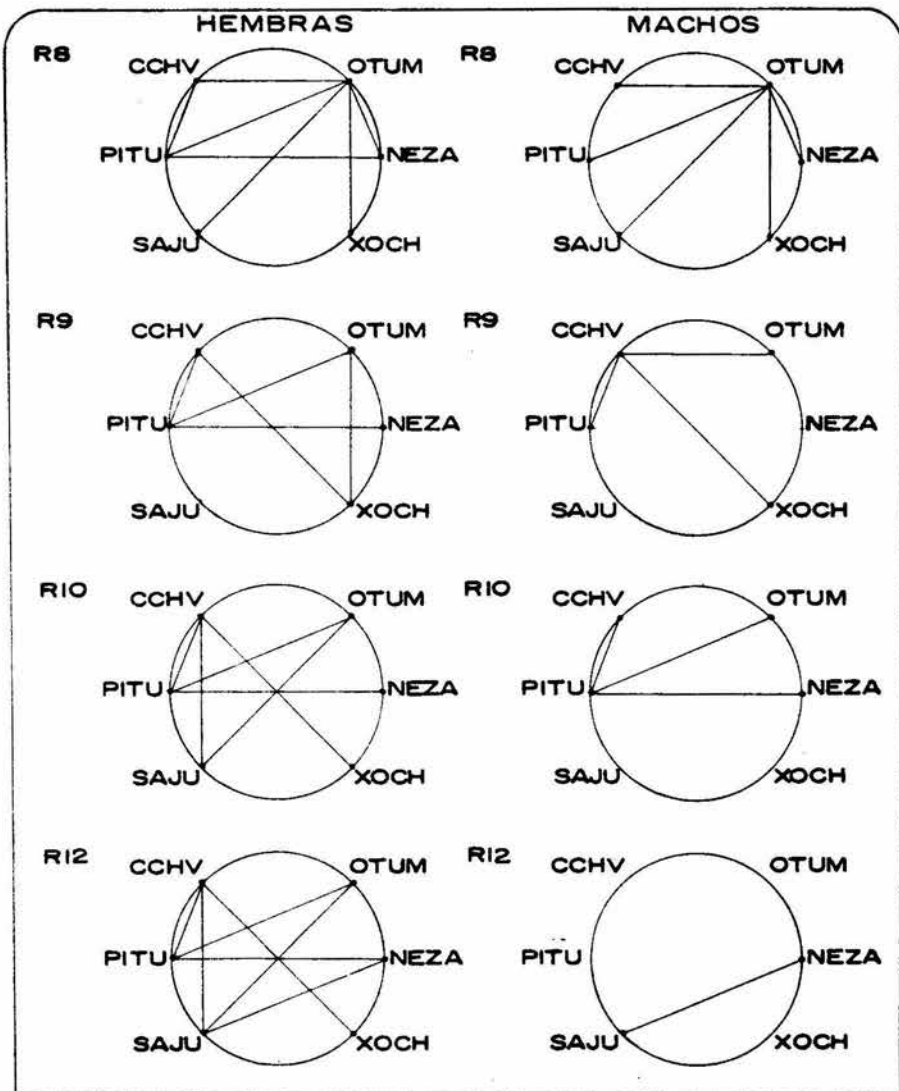 HEMBRAS MACHOS
R8 R8
CCHV OTUM CCHV OTUM
PITU NEZA PITU NEZA
SAJU XOCH SAJU XOCH
R9 R9
CCHV OTUM CCHV OTUM
PITU NEZA PITU NEZA
SAJU XOCH SAJU XOCH
R10 R10
CCHV OTUM CCHV OTUM
PITU NEZA PITU NEZA
SAJU XOCH SAJU XOCH
R12 R12
CCHV OTUM CCHV OTUM
PITU NEZA PITU NEZA
SAJU XOCH SAJU XOCH